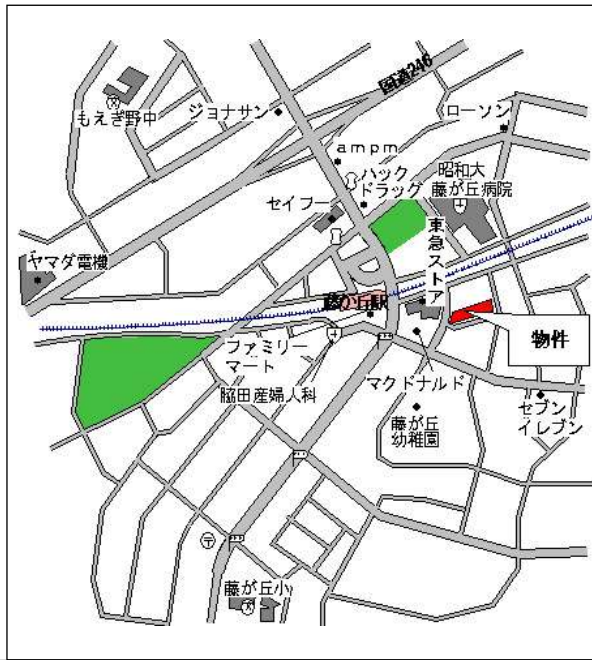 国道246
もえぎ野中
ジョナサン
ローソン
ａｍｐｍ
ハック
ドラッグ
昭和大
藤が丘病院
セイフー
東急ストア
ヤマダ電機
藤が丘駅
物件
ファミリー
マート
マクドナルド
脇田産婦人科
セブン
イレブン
藤が丘
幼稚園
藤が丘小